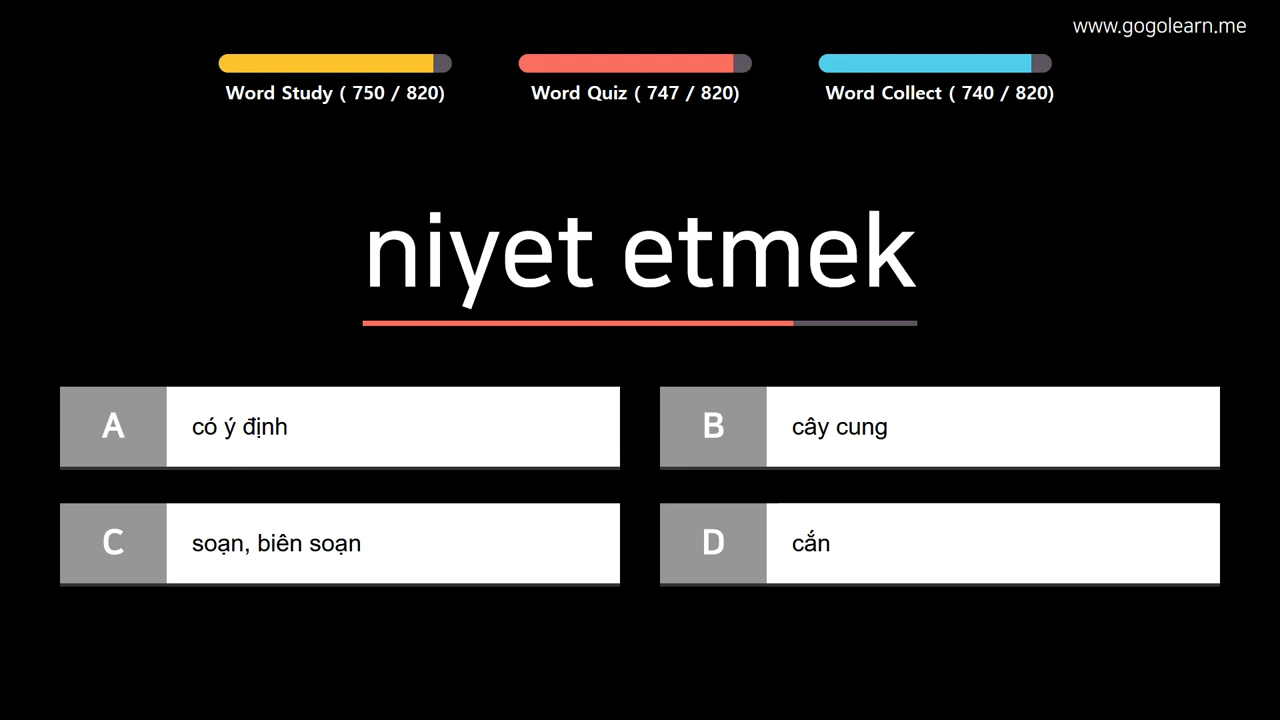 www.gogolearn.me
Word Study ( 750 / 820)
Word Quiz ( 747 / 820)
Word Collect ( 740 / 820)
niyet etmek
A có ý định
B cây cung
C soạn, biên soạn
D cắn